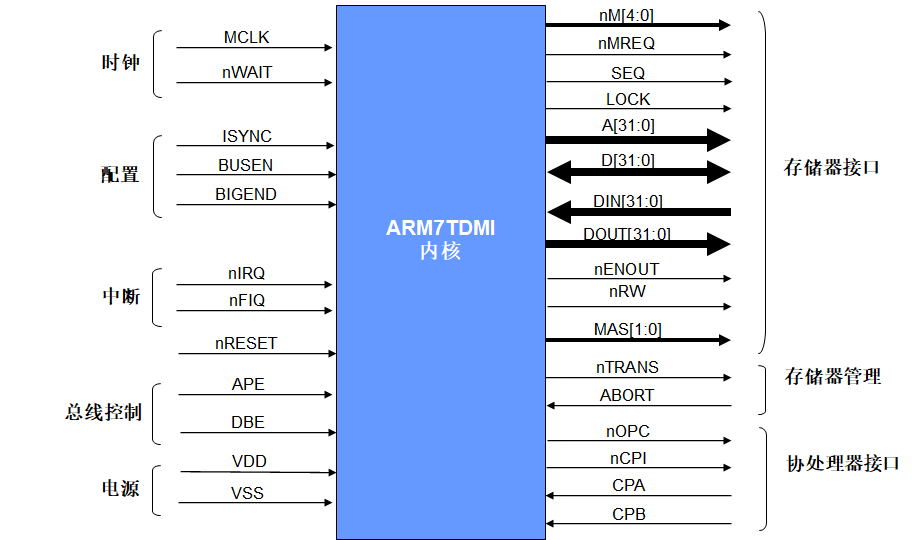 时钟
MCLK
nWAIT
配置
ISYNC
BUSEN
BIGEND
中断
nIRQ
nFIQ
nRESET
总线控制
APE
DBE
电源
VDD
VSS
ARM7TDMI
内核
nM[4:0]
nMREQ
SEQ
LOCK
A[31:0]
D[31:0]
DIN[31:0]
DOUT[31:0]
nENOUT
nRW
MAS[1:0]
存储器接口
nTRANS
ABORT
存储器管理
nOPC
nCPI
CPA
CPB
协处理器接口